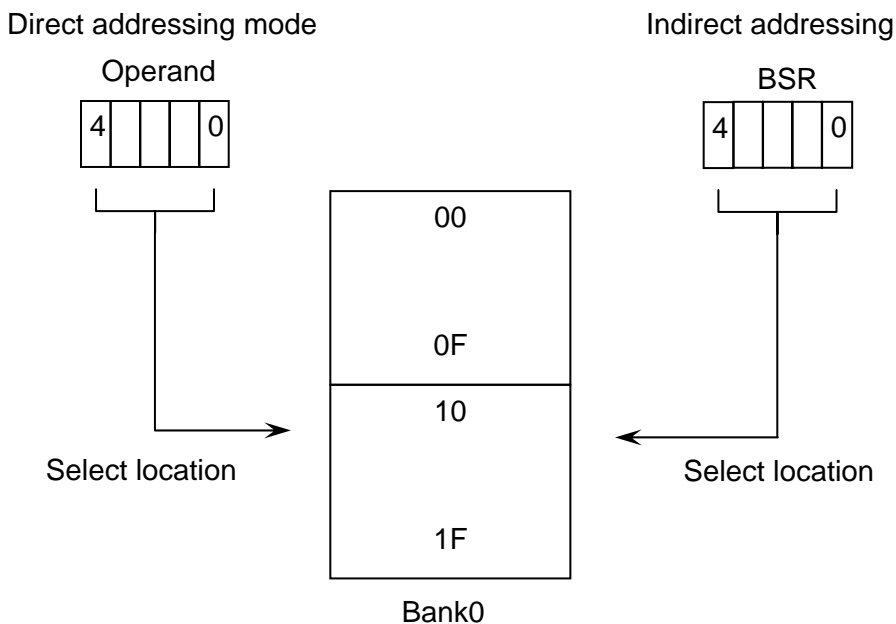 Direct addressing mode
Indirect addressing
Operand
BSR
4 0
4 0
00
0F
10
1F
Select location
Select location
Bank0